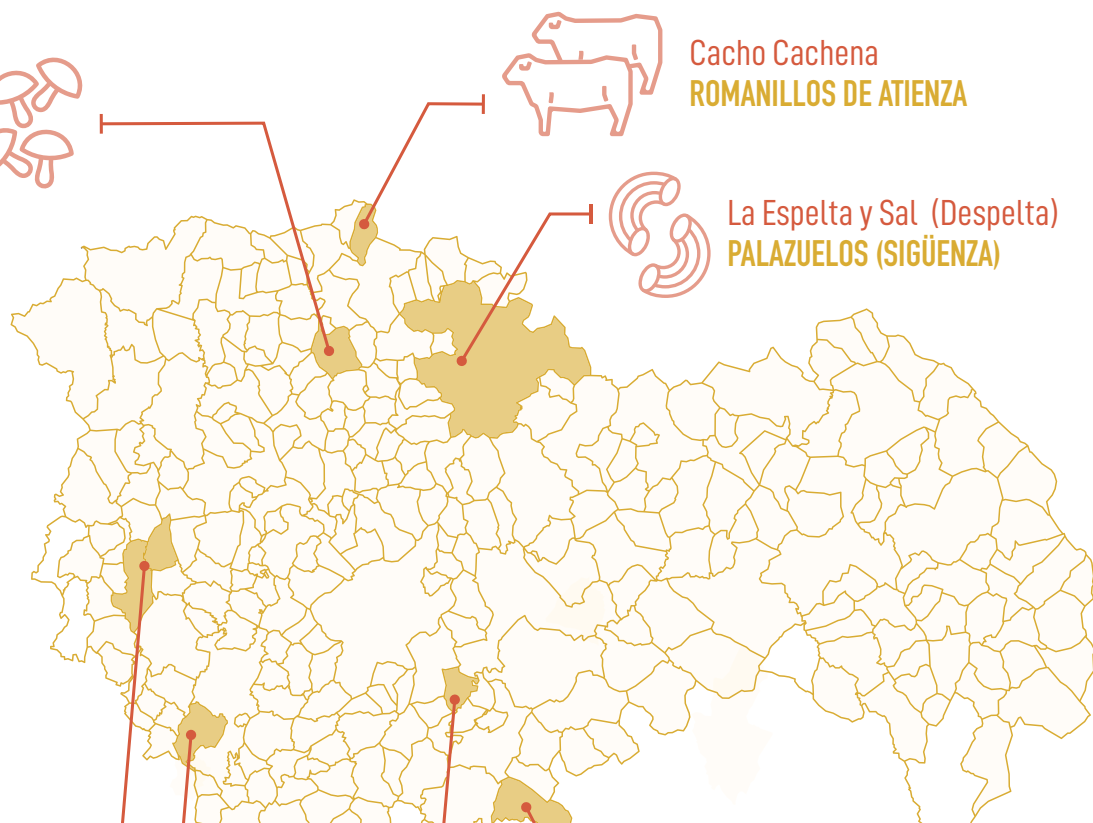 Cacho Cachena
ROMANILLOS DE ATIENZA
La Espelta y Sal (Despelta)
PALAZUELOS (SIGÜENZA)